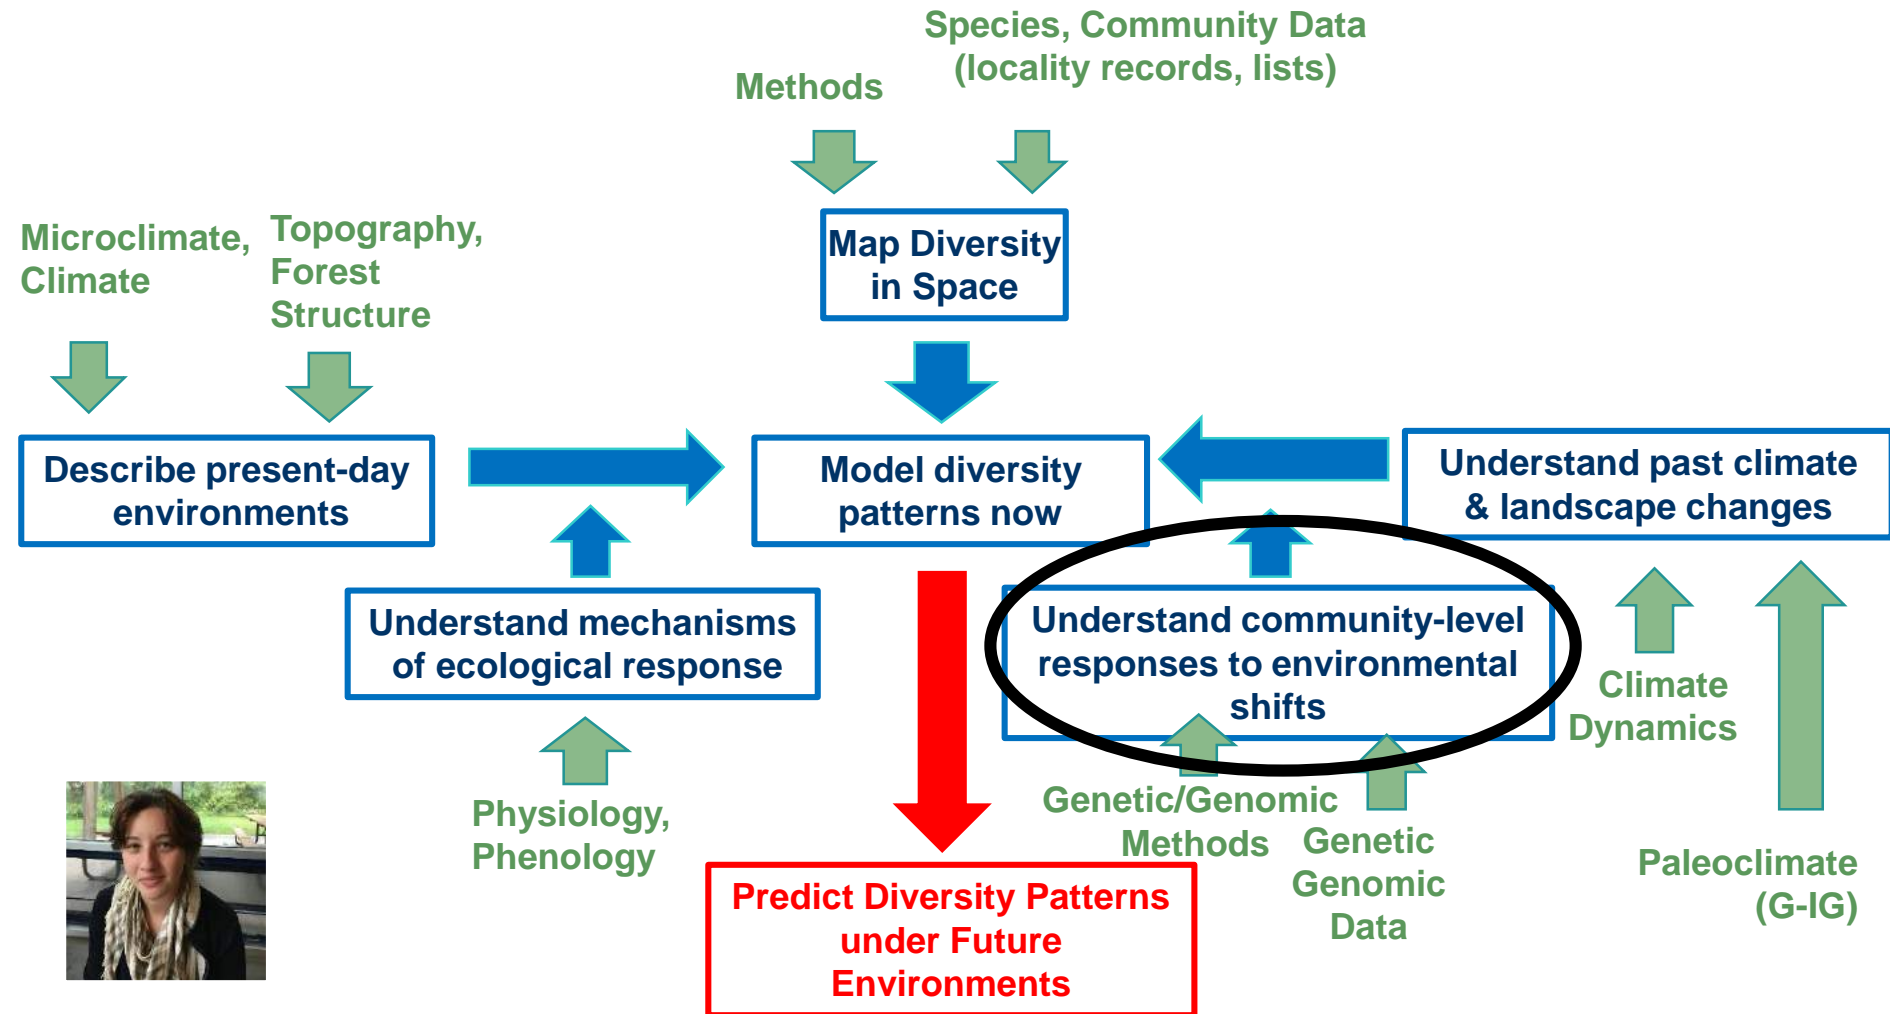 Species, Community Data
(locality records, lists)
Methods
Microclimate,
Climate
Topography,
Forest
Structure
Map Diversity
in Space
Describe present-day
environments
Model diversity
patterns now
Understand past climate
& landscape changes
Understand mechanisms
of ecological response
Understand community-level
responses to environmental
shifts
Climate
Dynamics
Physiology,
Phenology
Genetic/Genomic
Methods
Genetic
Genomic
Data
Paleoclimate
(G-IG)
Predict Diversity Patterns
under Future
Environments